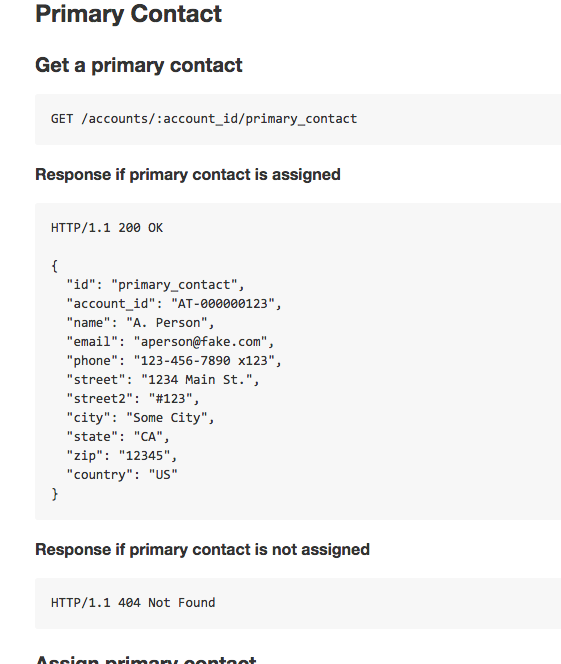 Primary Contact
Get a primary contact
GET /accounts/:account_id/primary_contact
Response if primary contact is assigned
HTTP/1.1 200 OK
{
"id": "primary_contact",
"account_id": "AT-000000123",
"name": "A. Person",
"email": "aperson@fake.com",
"phone": "123-456-7890 x123",
"street": "1234 Main St.",
"street2": "#123",
"city": "Some City",
"state": "CA",
"zip": "12345",
"country": "US"
}
Response if primary contact is not assigned
HTTP/1.1 404 Not Found
Assign primary contact